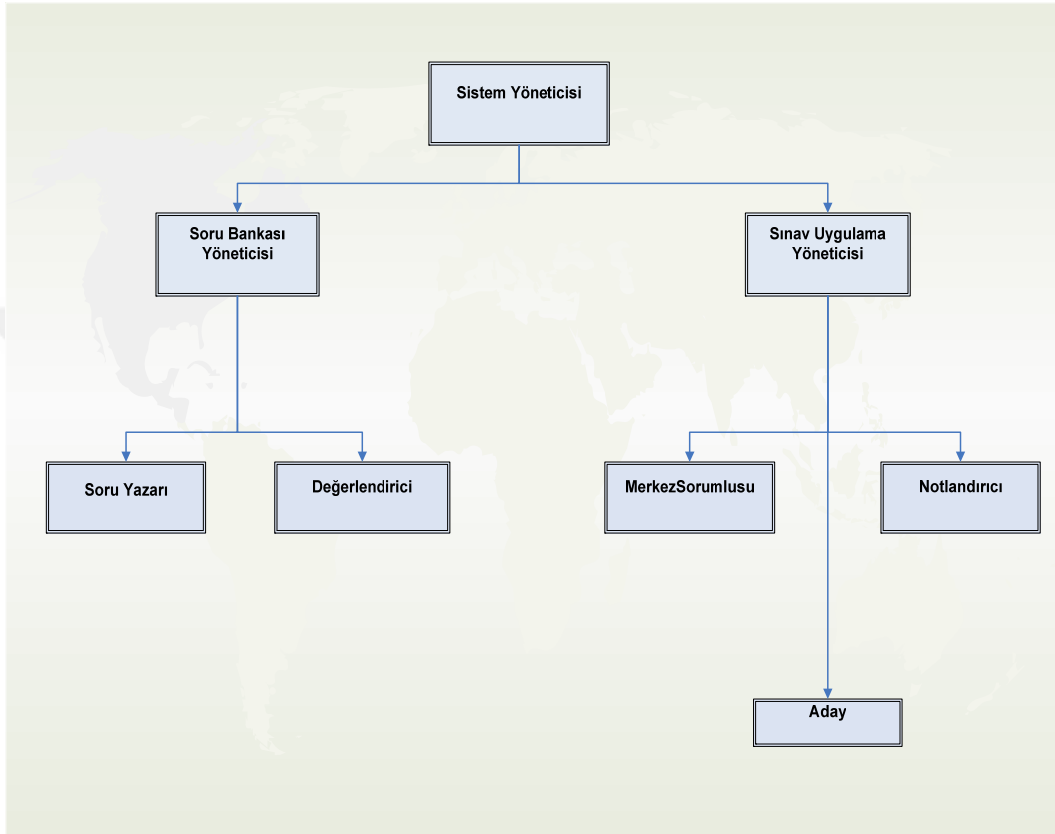 Sistem Yöneticisi
Soru Bankası
Yöneticisi
Sınav Uygulama
Yöneticisi
Soru Yazarı
Değerlendirici
MerkezSorumlusu
Notlandırıcı
Aday